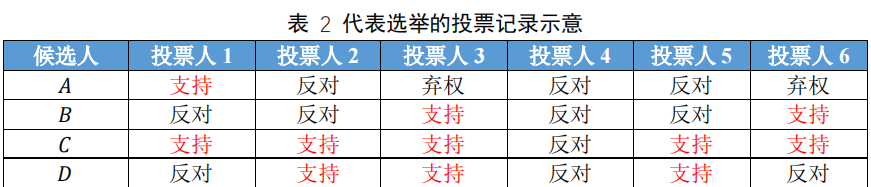 表 2 代表选举的投票记录示意
候选人 投票人 1 投票人 2 投票人 3 投票人 4 投票人 5 投票人 6
A 支持 反对 弃权 反对 反对 弃权
B 反对 反对 支持 反对 反对 支持
C 支持 支持 支持 反对 支持 支持
D 反对 支持 支持 反对 支持 反对